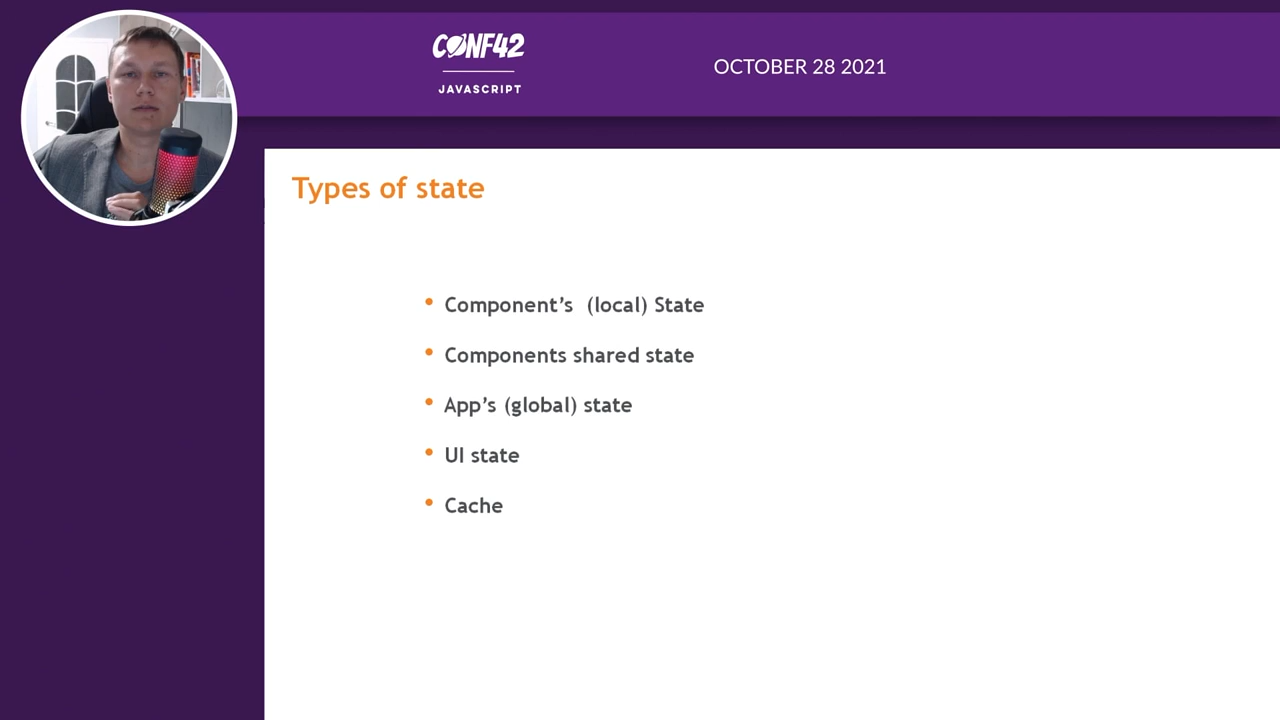 CONF42
JAVASCRIPT
OCTOBER 28 2021
Types of state
• Component’s (local) State
• Components shared state
• App’s (global) state
• UI state
• Cache